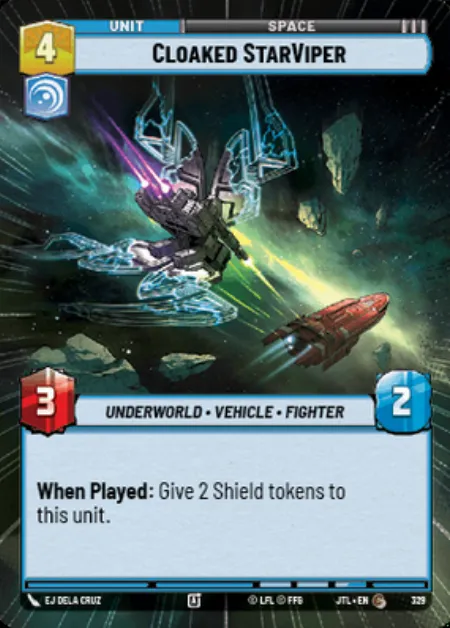 UNIT
SPACE
4
CLOAKED STARVIPER
3
UNDERWORLD • VEHICLE • FIGHTER
2
When Played: Give 2 Shield tokens to
this unit.
EJ DELA CRUZ
© LFL © FFG
JTL • EN
329